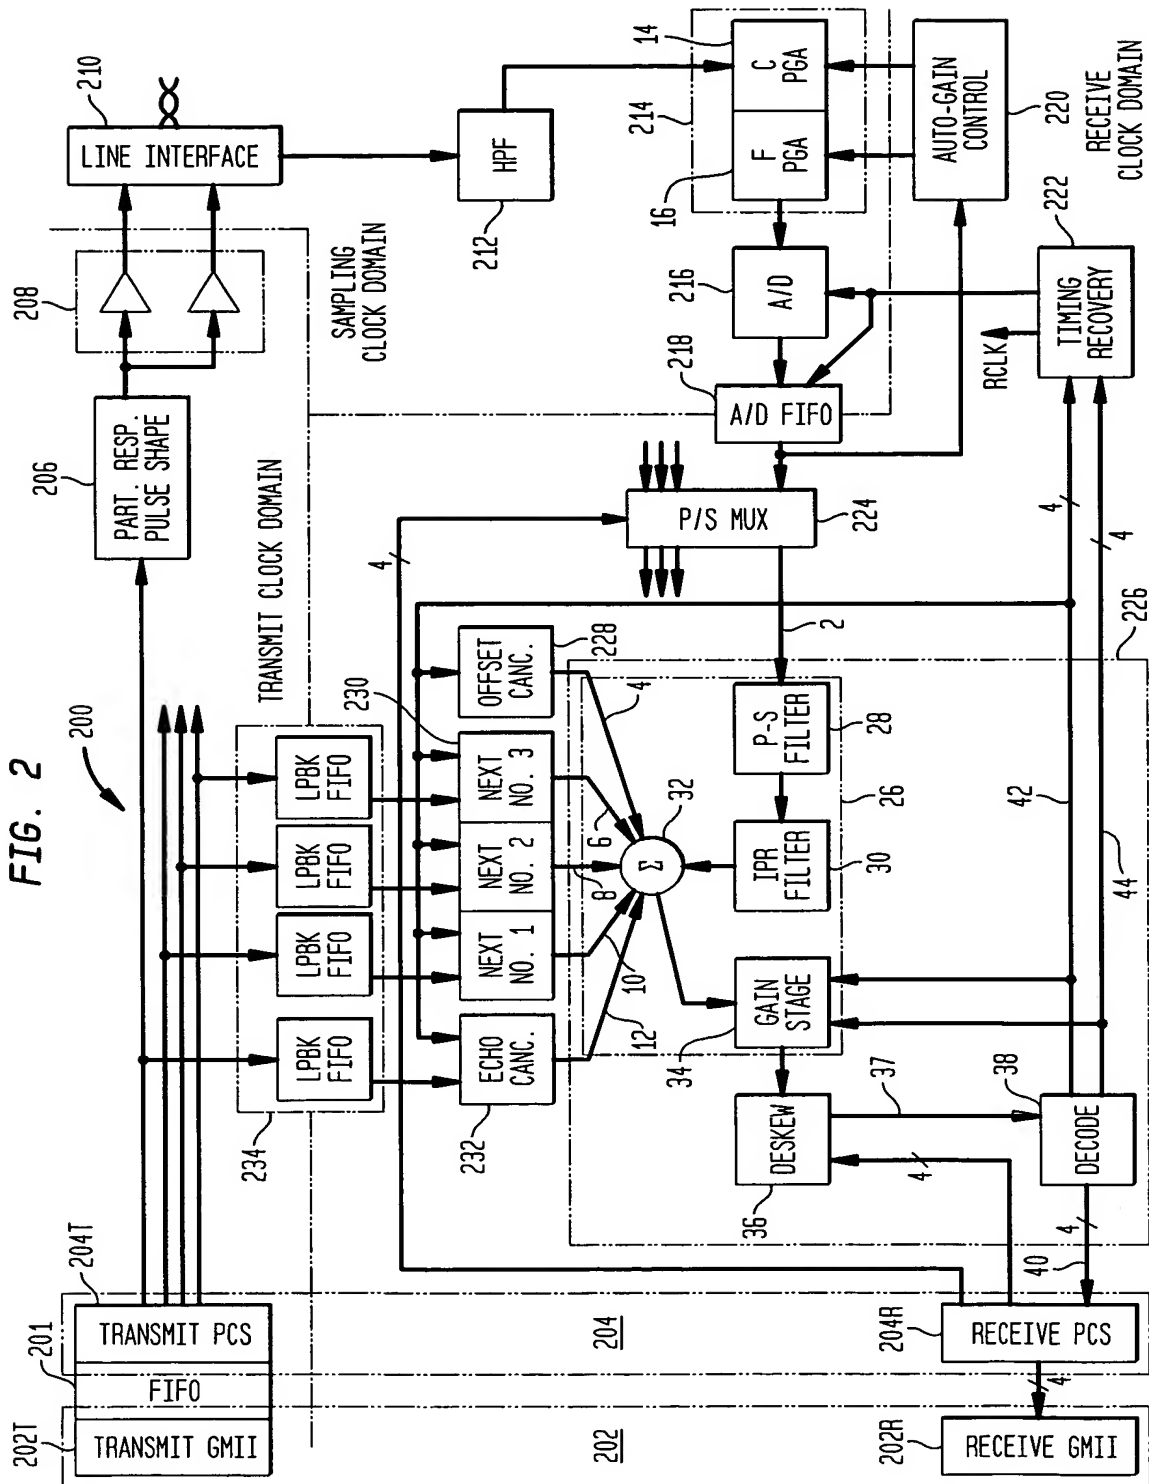 FIG. 2
200
202T
201
204T
TRANSMIT GMII
FIFO
TRANSMIT PCS
206
PART. RESP.
PULSE SHAPE
208
210
LINE INTERFACE
TRANSMIT CLOCK DOMAIN
SAMPLING
CLOCK DOMAIN
234
LPBK
FIFO
LPBK
FIFO
LPBK
FIFO
LPBK
FIFO
212
HPF
232
ECHO
CANC.
230
NEXT
NO. 1
NEXT
NO. 2
NEXT
NO. 3
OFFSET
CANC.
228
4
12
10
8
6
4
Σ
32
P/S MUX
224
2
218
A/D FIFO
216
A/D
214
16
14
F
PGA
C
PGA
AUTO-GAIN
CONTROL
220
RECEIVE
CLOCK DOMAIN
202
204
36
DESKEW
34
GAIN
STAGE
IPR
FILTER
30
P-S
FILTER
28
26
37
4
38
DECODE
40
4
42
44
4
4
226
RCLK
222
TIMING
RECOVERY
202R
RECEIVE GMII
4
204R
RECEIVE PCS